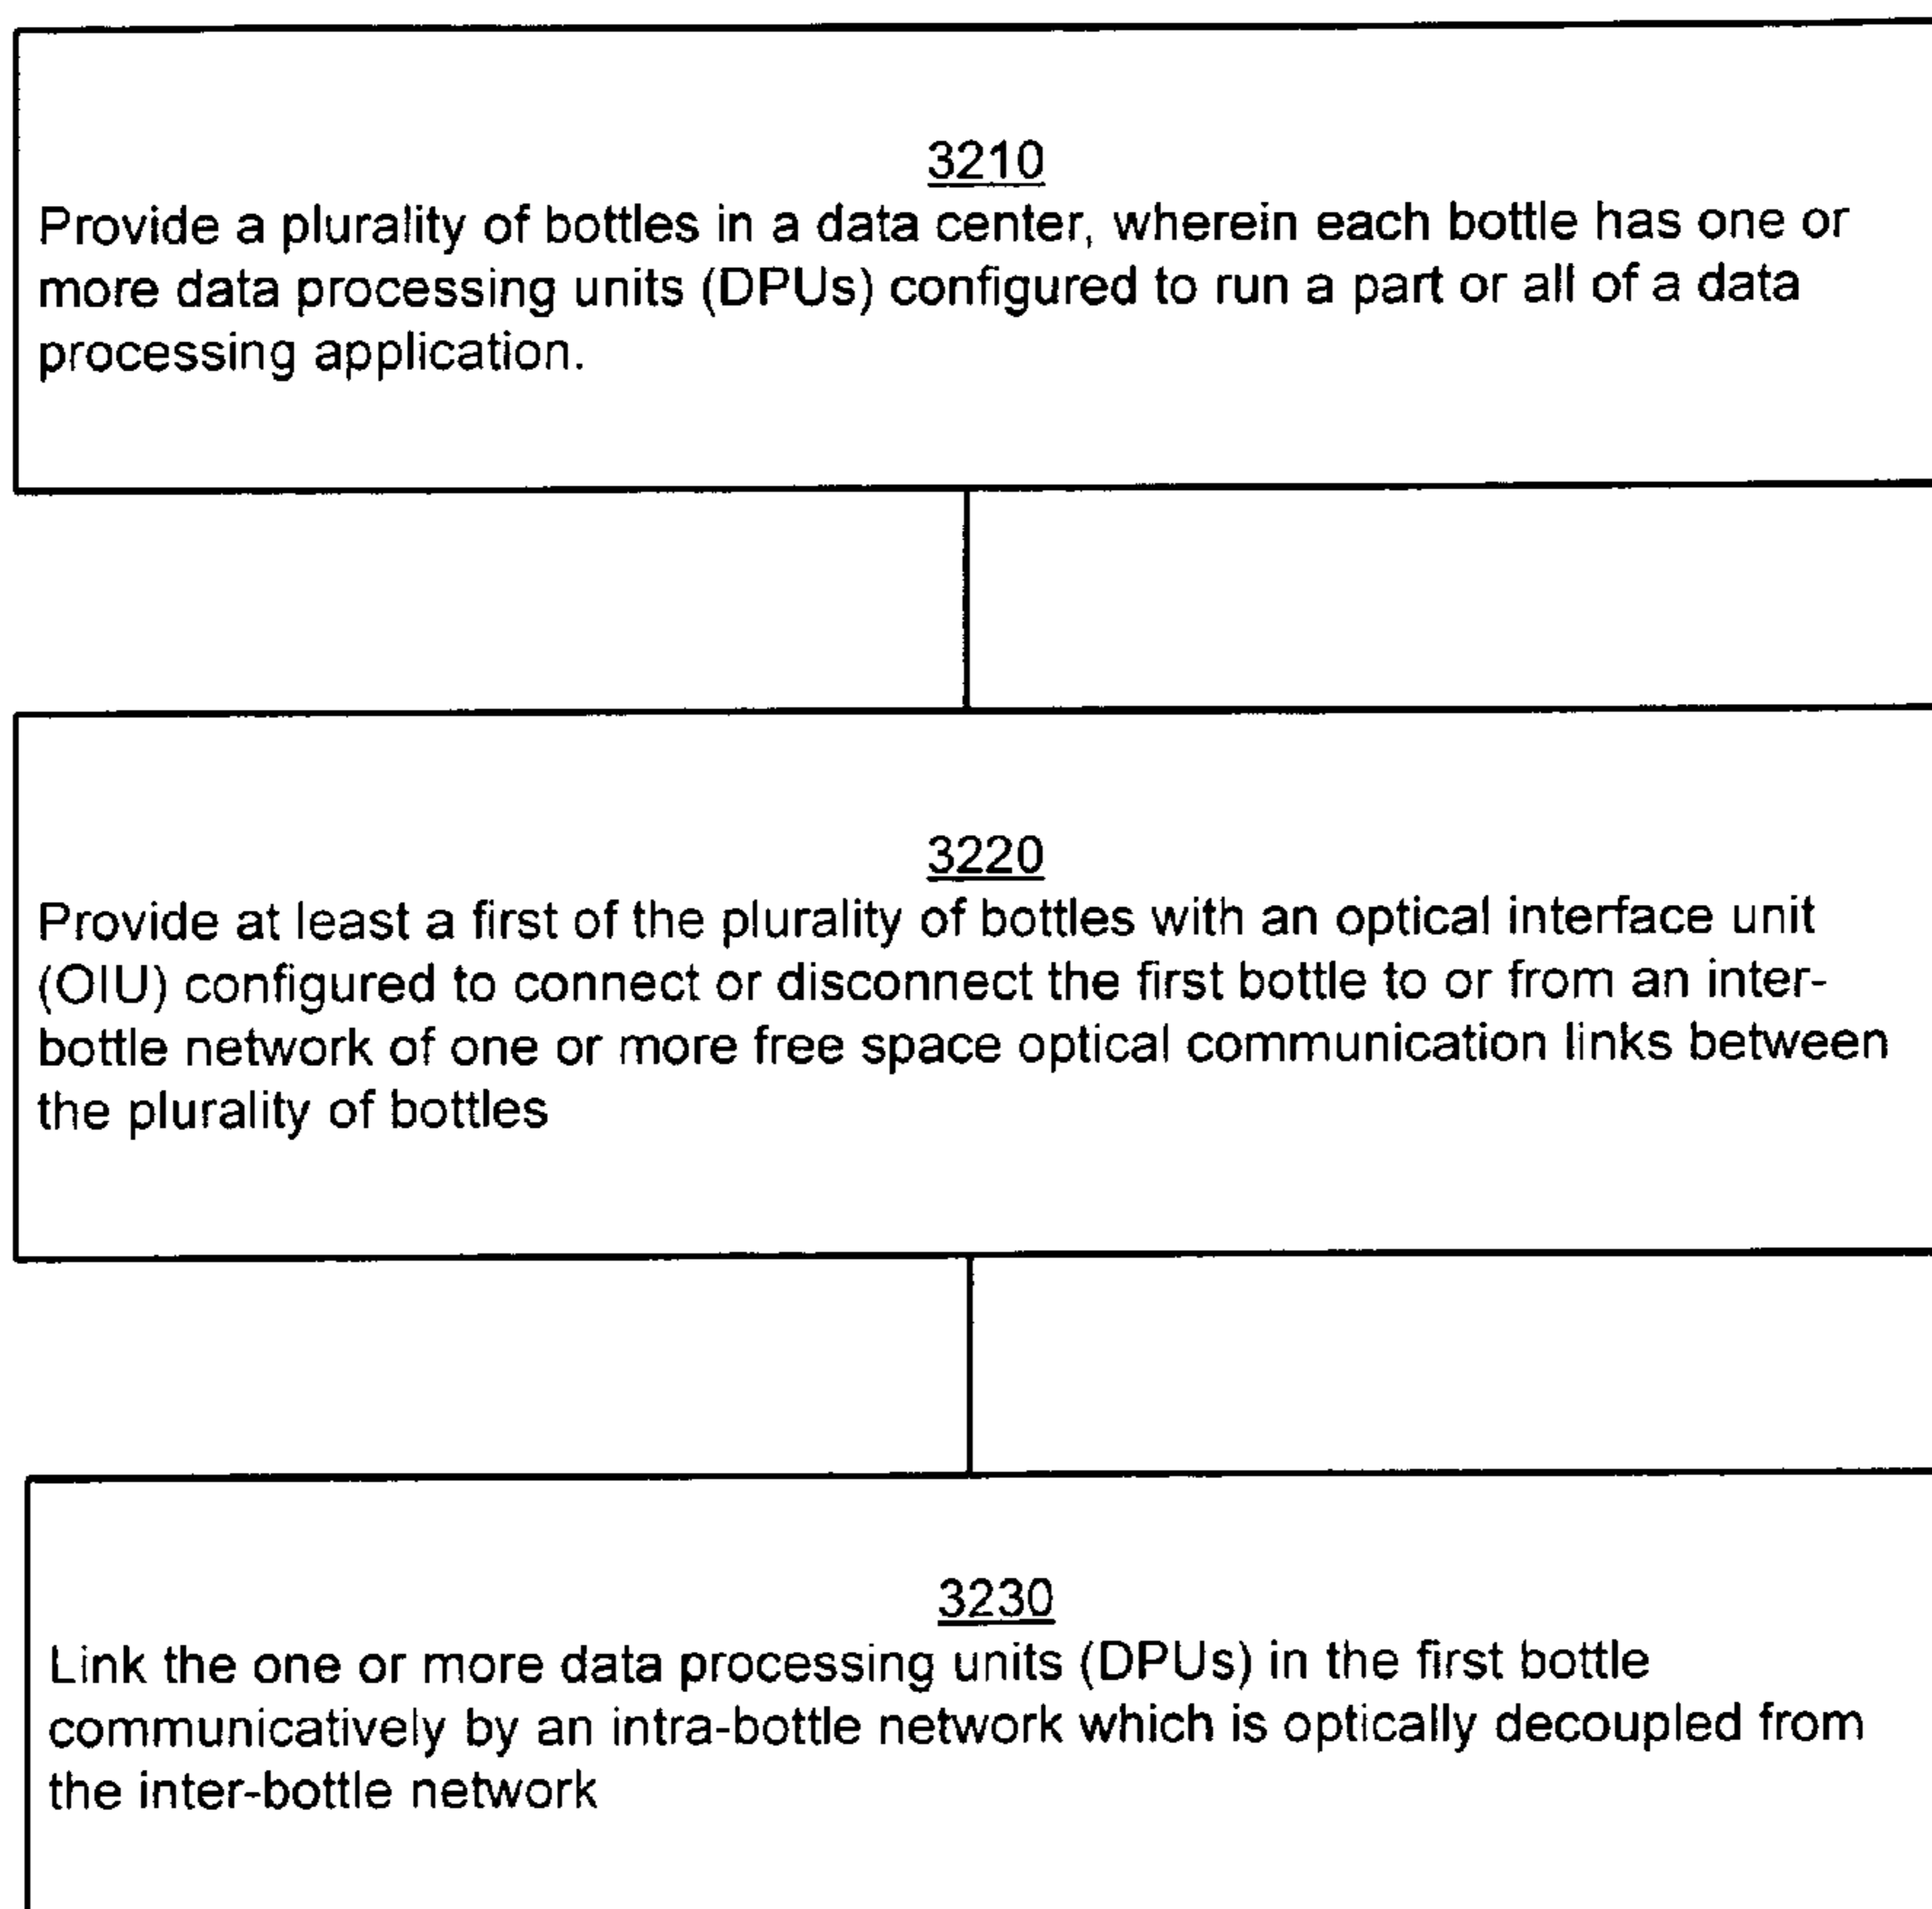 3210
Provide a plurality of bottles in a data center, wherein each bottle has one or
more data processing units (DPUs) configured to run a part or all of a data
processing application.
3220
Provide at least a first of the plurality of bottles with an optical interface unit
(OIU) configured to connect or disconnect the first bottle to or from an inter-
bottle network of one or more free space optical communication links between
the plurality of bottles
3230
Link the one or more data processing units (DPUs) in the first bottle
communicatively by an intra-bottle network which is optically decoupled from
the inter-bottle network